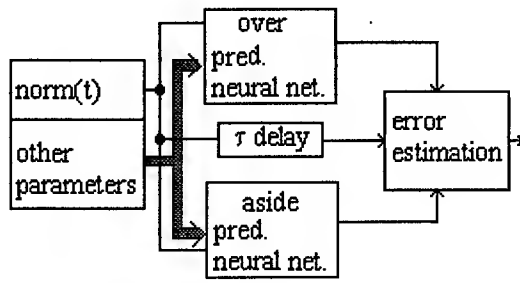 norm(t)
other
parameters
over
pred.
neural net.
τ delay
aside
pred.
neural net.
error
estimation